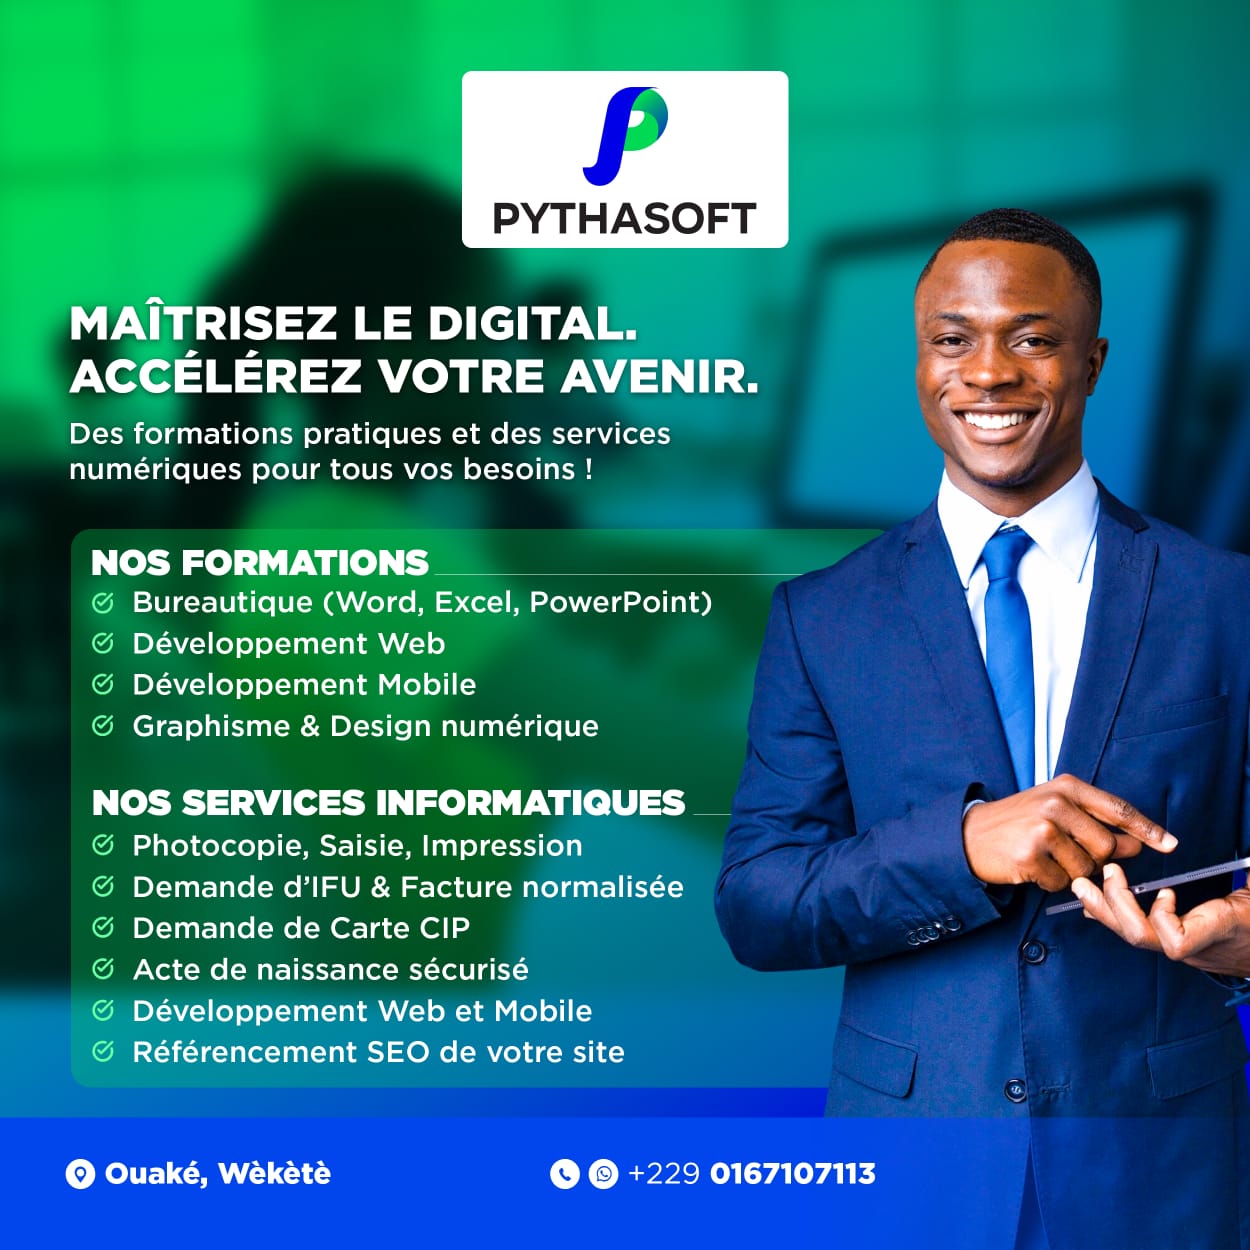 PYTHASOFT
MAÎTRISEZ LE DIGITAL.
ACCÉLÉREZ VOTRE AVENIR.
Des formations pratiques et des services
numériques pour tous vos besoins !
NOS FORMATIONS
Bureautique (Word, Excel, PowerPoint)
Développement Web
Développement Mobile
Graphisme & Design numérique
NOS SERVICES INFORMATIQUES
Photocopie, Saisie, Impression
Demande d’IFU & Facture normalisée
Demande de Carte CIP
Acte de naissance sécurisé
Développement Web et Mobile
Référencement SEO de votre site
Ouaké, Wèkètè
+229 0167107113